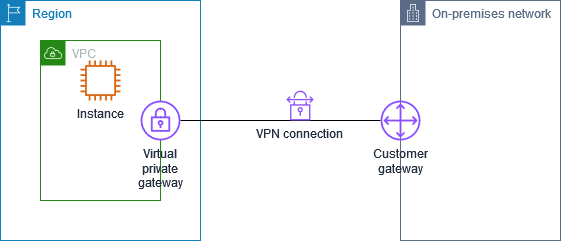 Region
On-premises network
VPC
Instance
VPN connection
Virtual
private
gateway
Customer
gateway